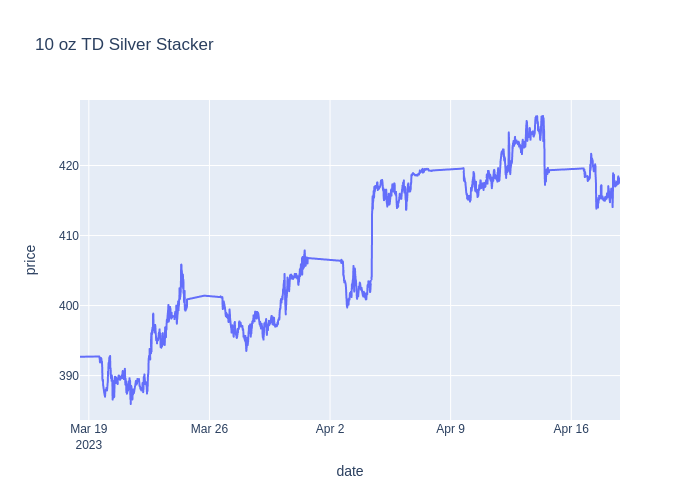 10 oz TD Silver Stacker
420
410
400
390
price
Mar 19
2023
Mar 26
Apr 2
Apr 9
Apr 16
date